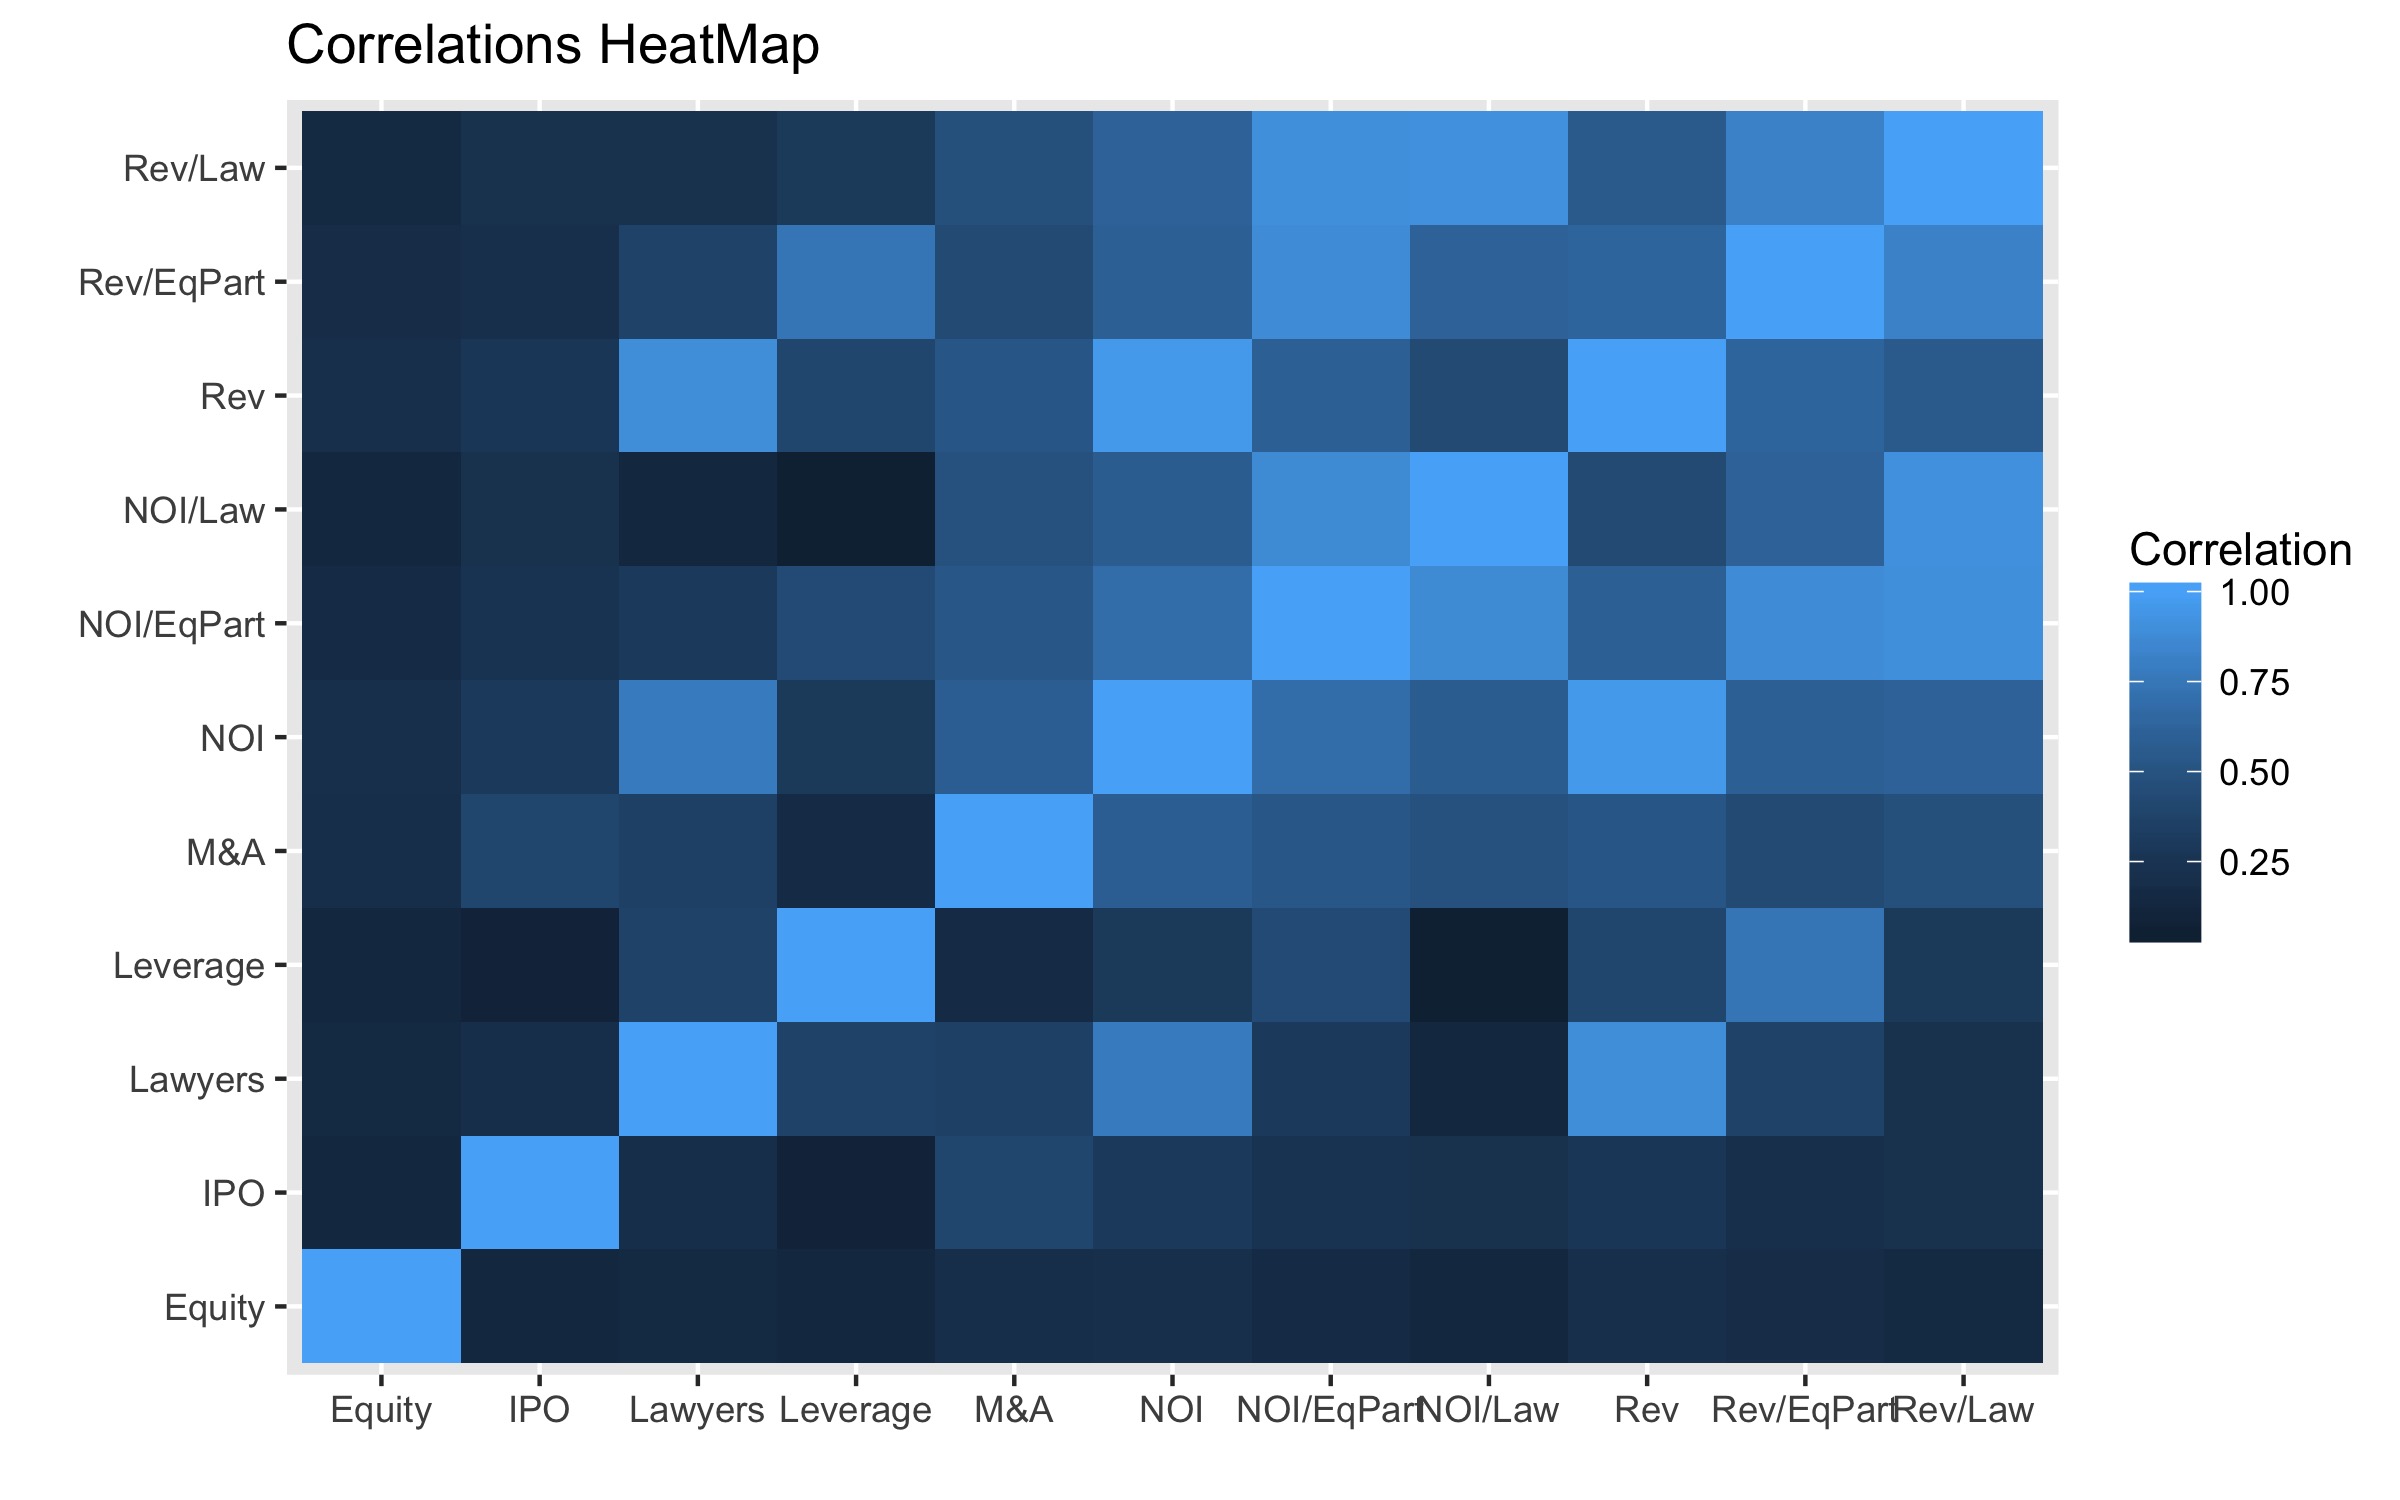 Correlations HeatMap
Rev/Law
Rev/EqPart
Rev
NOI/Law
NOI/EqPart
NOI
M&A
Leverage
Lawyers
IPO
Equity
Equity IPO Lawyers Leverage M&A NOI NOI/EqPart NOI/Law Rev Rev/EqPart Rev/Law
Correlation
1.00
0.75
0.50
0.25